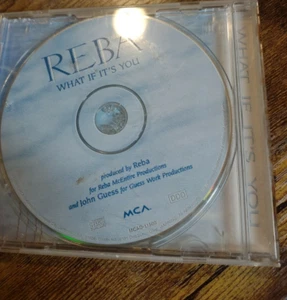 REBA
WHAT IF IT'S YOU
produced by Reba
for Reba McEntire Productions
and John Guess for Guess Work Productions
MCA
WHAT IF IT'S YOU